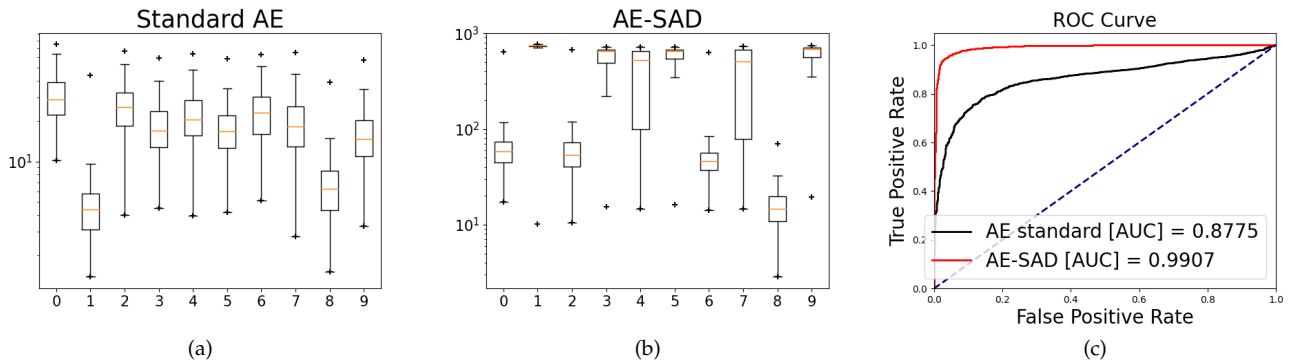 Standard AE
10¹
0 1 2 3 4 5 6 7 8 9
(a)
AE-SAD
10³
10²
10¹
0 1 2 3 4 5 6 7 8 9
(b)
ROC Curve
True Positive Rate
1.0
0.8
0.6
0.4
0.2
0.0
AE standard [AUC] = 0.8775
AE-SAD [AUC] = 0.9907
0.0 0.2 0.4 0.6 0.8 1.0
False Positive Rate
(c)